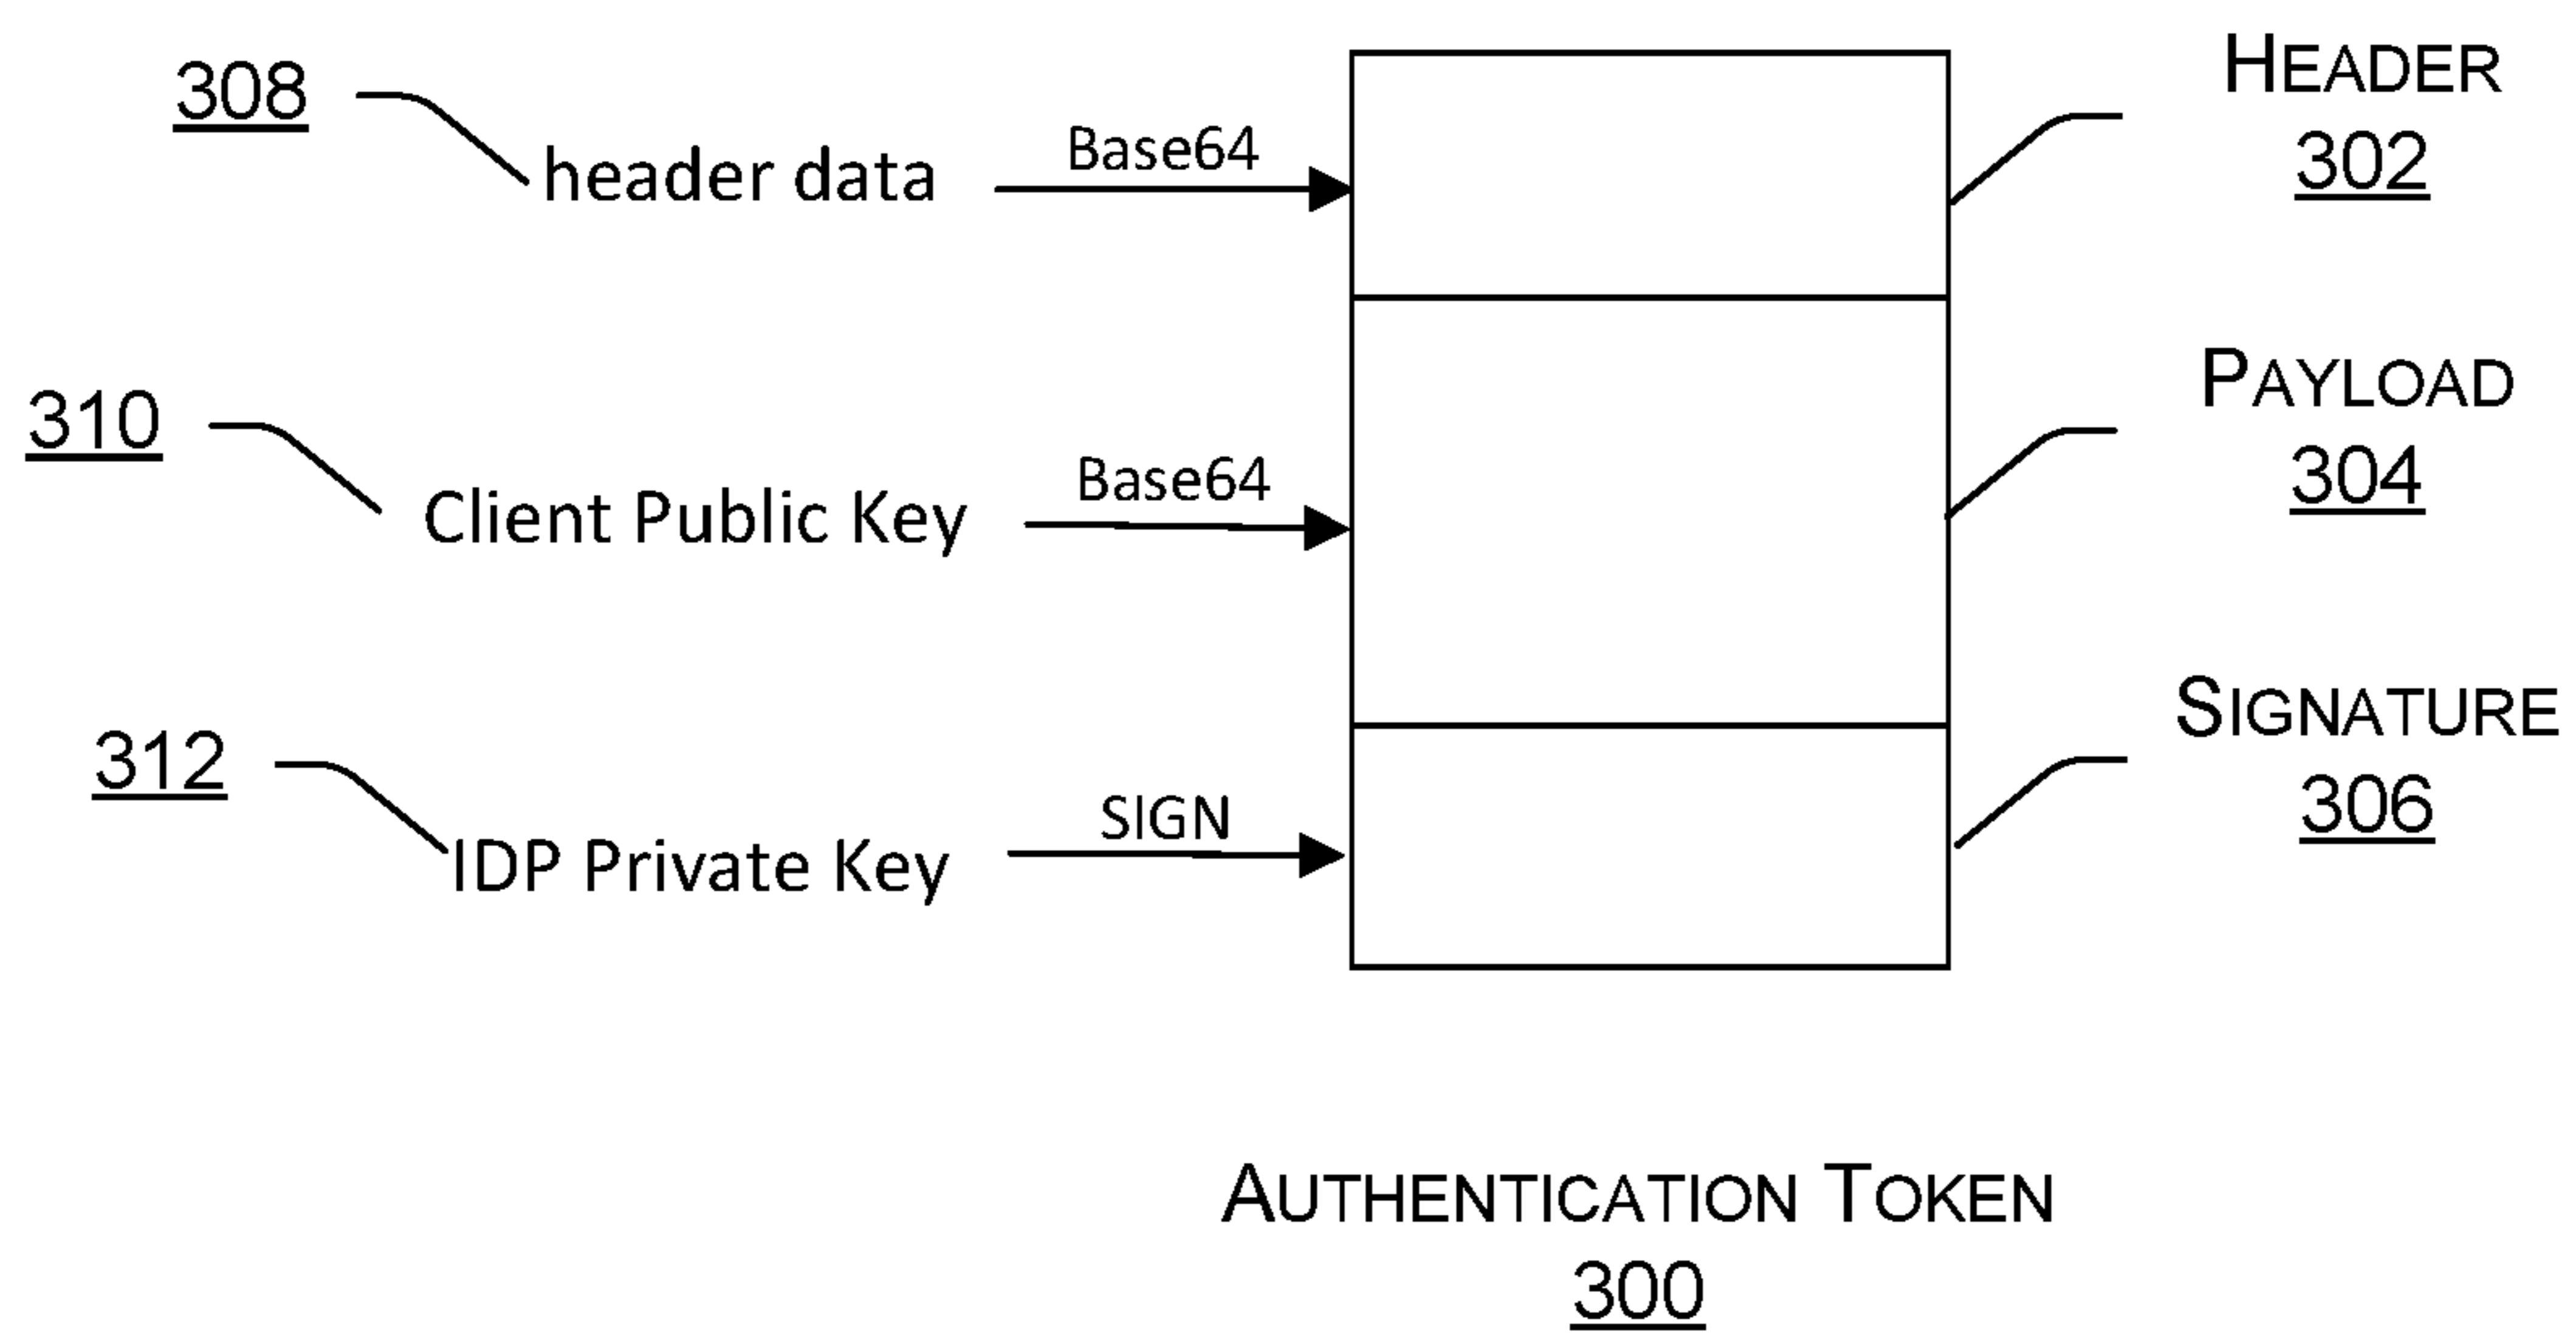 308
header data
Base64
HEADER
302
310
Client Public Key
Base64
PAYLOAD
304
312
IDP Private Key
SIGN
SIGNATURE
306
AUTHENTICATION TOKEN
300